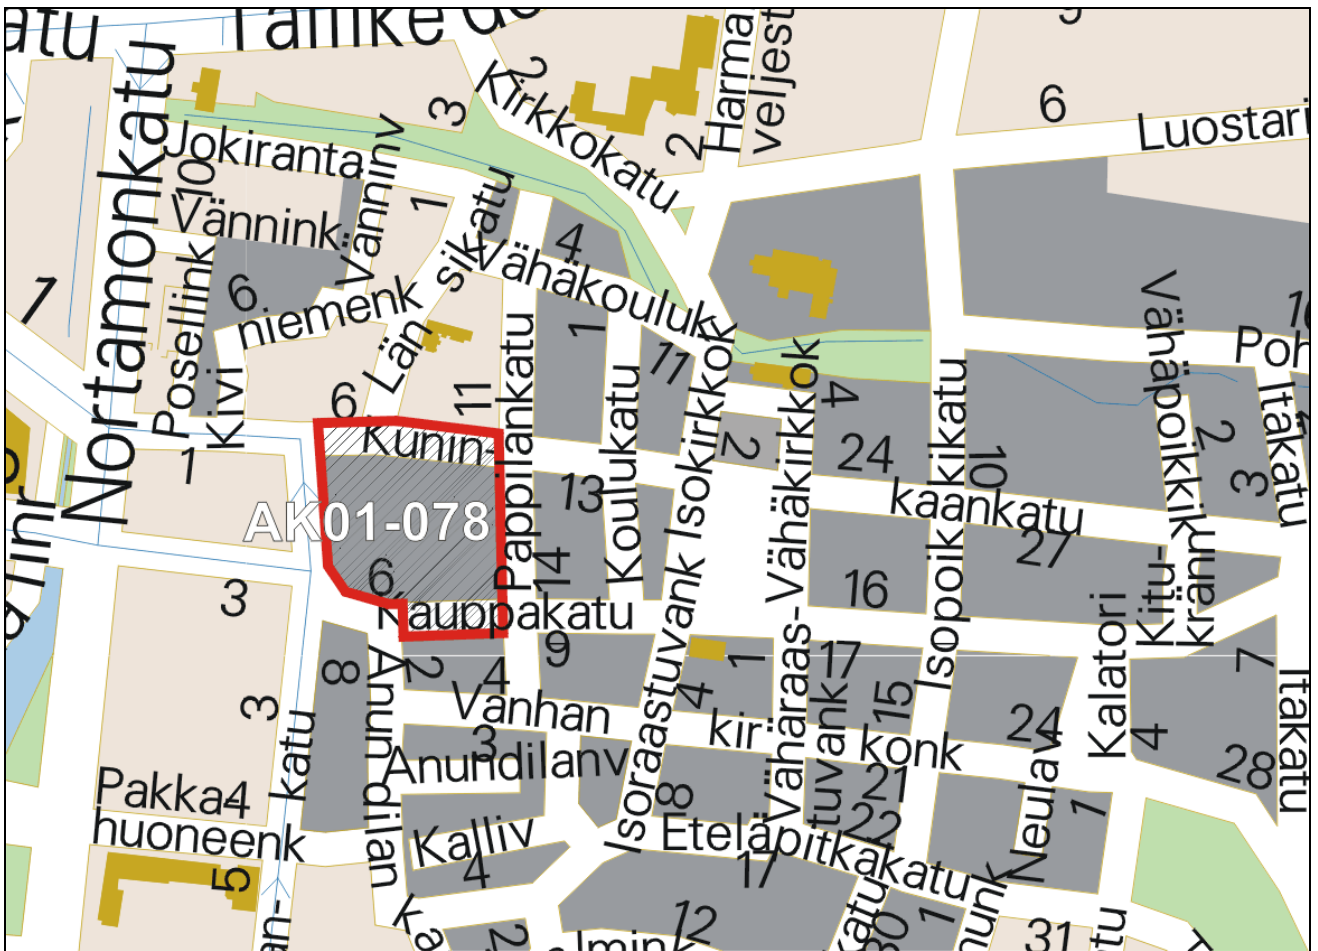 atu
Tallike
Harma
veljest
2
3
Kirkkokatu
2
6
Luostari
Nortamonkatu
Jokiranta
10
Vänninv
1
Vännink
sikatu
4
Vähäkouluk
Posellink
6
niemenk
1
Län
Kivi
1
11
Isokirkkok
Vähäkirkkok
4
Vähäpoikkik
Poh
Itäkatu
6
11
Kunin-
Pappilankatu
Koulukatu
2
24
Isopoikkikatu
10
2
3
1
13
kaankatu
AK01-078
27
6
14
16
Kitu-
kränn
3
Kauppakatu
Kalatori
8
2
4
9
1
17
7
Anundilan
Vanhan
4
kir
Vähäraas-
tuvank
15
konk
24
4
28
Itäkatu
3
katu
3
Anundilanv
Isoraastuvank
8
21
22
Neulav
1
Pakka
4
huoneenk
Kalliv
4
Eteläpitkäkatu
17
5
12
30
1
31